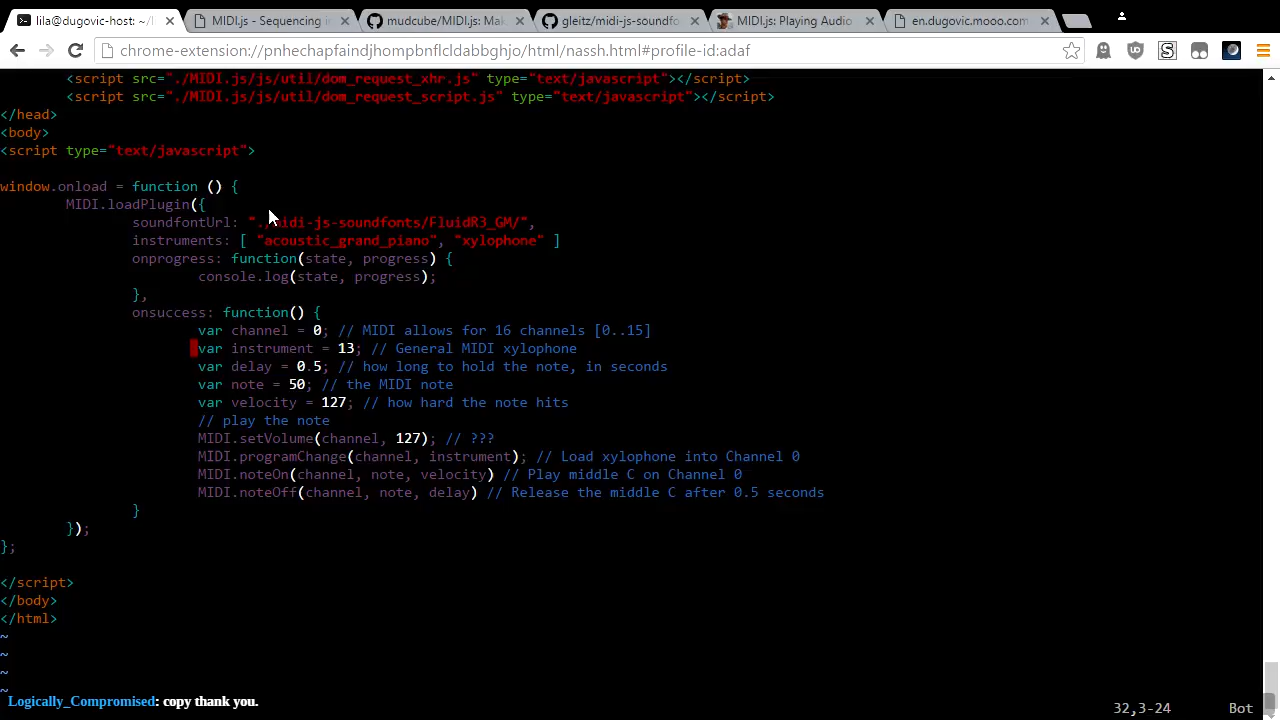 lila@dugovic-host: ~/l
MIDI.js - Sequencing in
mudcube/MIDI.js: Mak
gleitz/midi-js-soundfo
MIDI.js: Playing Audio
en.dugovic.mooo.com
chrome-extension://pnhechapfaindjhompbnflcldabbghjo/html/nassh.html#profile-id:adaf
<script src="./MIDI.js/js/util/dom_request_xhr.js" type="text/javascript"></script>
<script src="./MIDI.js/js/util/dom_request_script.js" type="text/javascript"></script>
</head>
<body>
<script type="text/javascript">
window.onload = function () {
MIDI.loadPlugin({
soundfontUrl: "./midi-js-soundfonts/FluidR3_GM/",
instruments: [ "acoustic_grand_piano", "xylophone" ]
onprogress: function(state, progress) {
console.log(state, progress);
},
onsuccess: function() {
var channel = 0; // MIDI allows for 16 channels [0..15]
var instrument = 13; // General MIDI xylophone
var delay = 0.5; // how long to hold the note, in seconds
var note = 50; // the MIDI note
var velocity = 127; // how hard the note hits
// play the note
MIDI.setVolume(channel, 127); // ???
MIDI.programChange(channel, instrument); // Load xylophone into Channel 0
MIDI.noteOn(channel, note, velocity) // Play middle C on Channel 0
MIDI.noteOff(channel, note, delay) // Release the middle C after 0.5 seconds
}
});
};
</script>
</body>
</html>
~
~
~
~
Logically_Compromised: copy thank you.
32,3-24 Bot